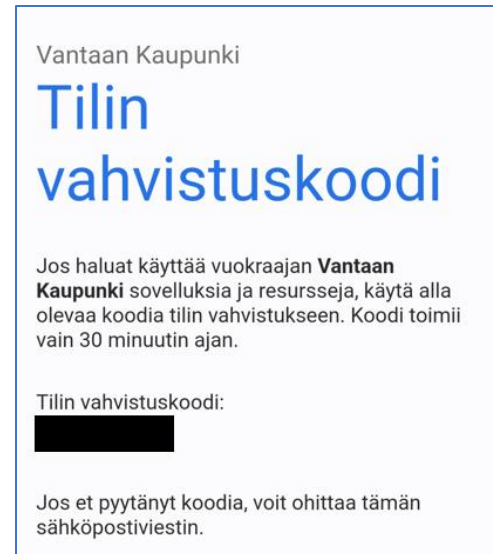 Vantaan Kaupunki
Tilin
vahvistuskoodi
Jos haluat käyttää vuokraajan Vantaan
Kaupunki sovelluksia ja resursseja, käytä alla
olevaa koodia tilin vahvistukseen. Koodi toimii
vain 30 minuutin ajan.
Tilin vahvistuskoodi:
Jos et pyytänyt koodia, voit ohittaa tämän
sähköpostiviestin.